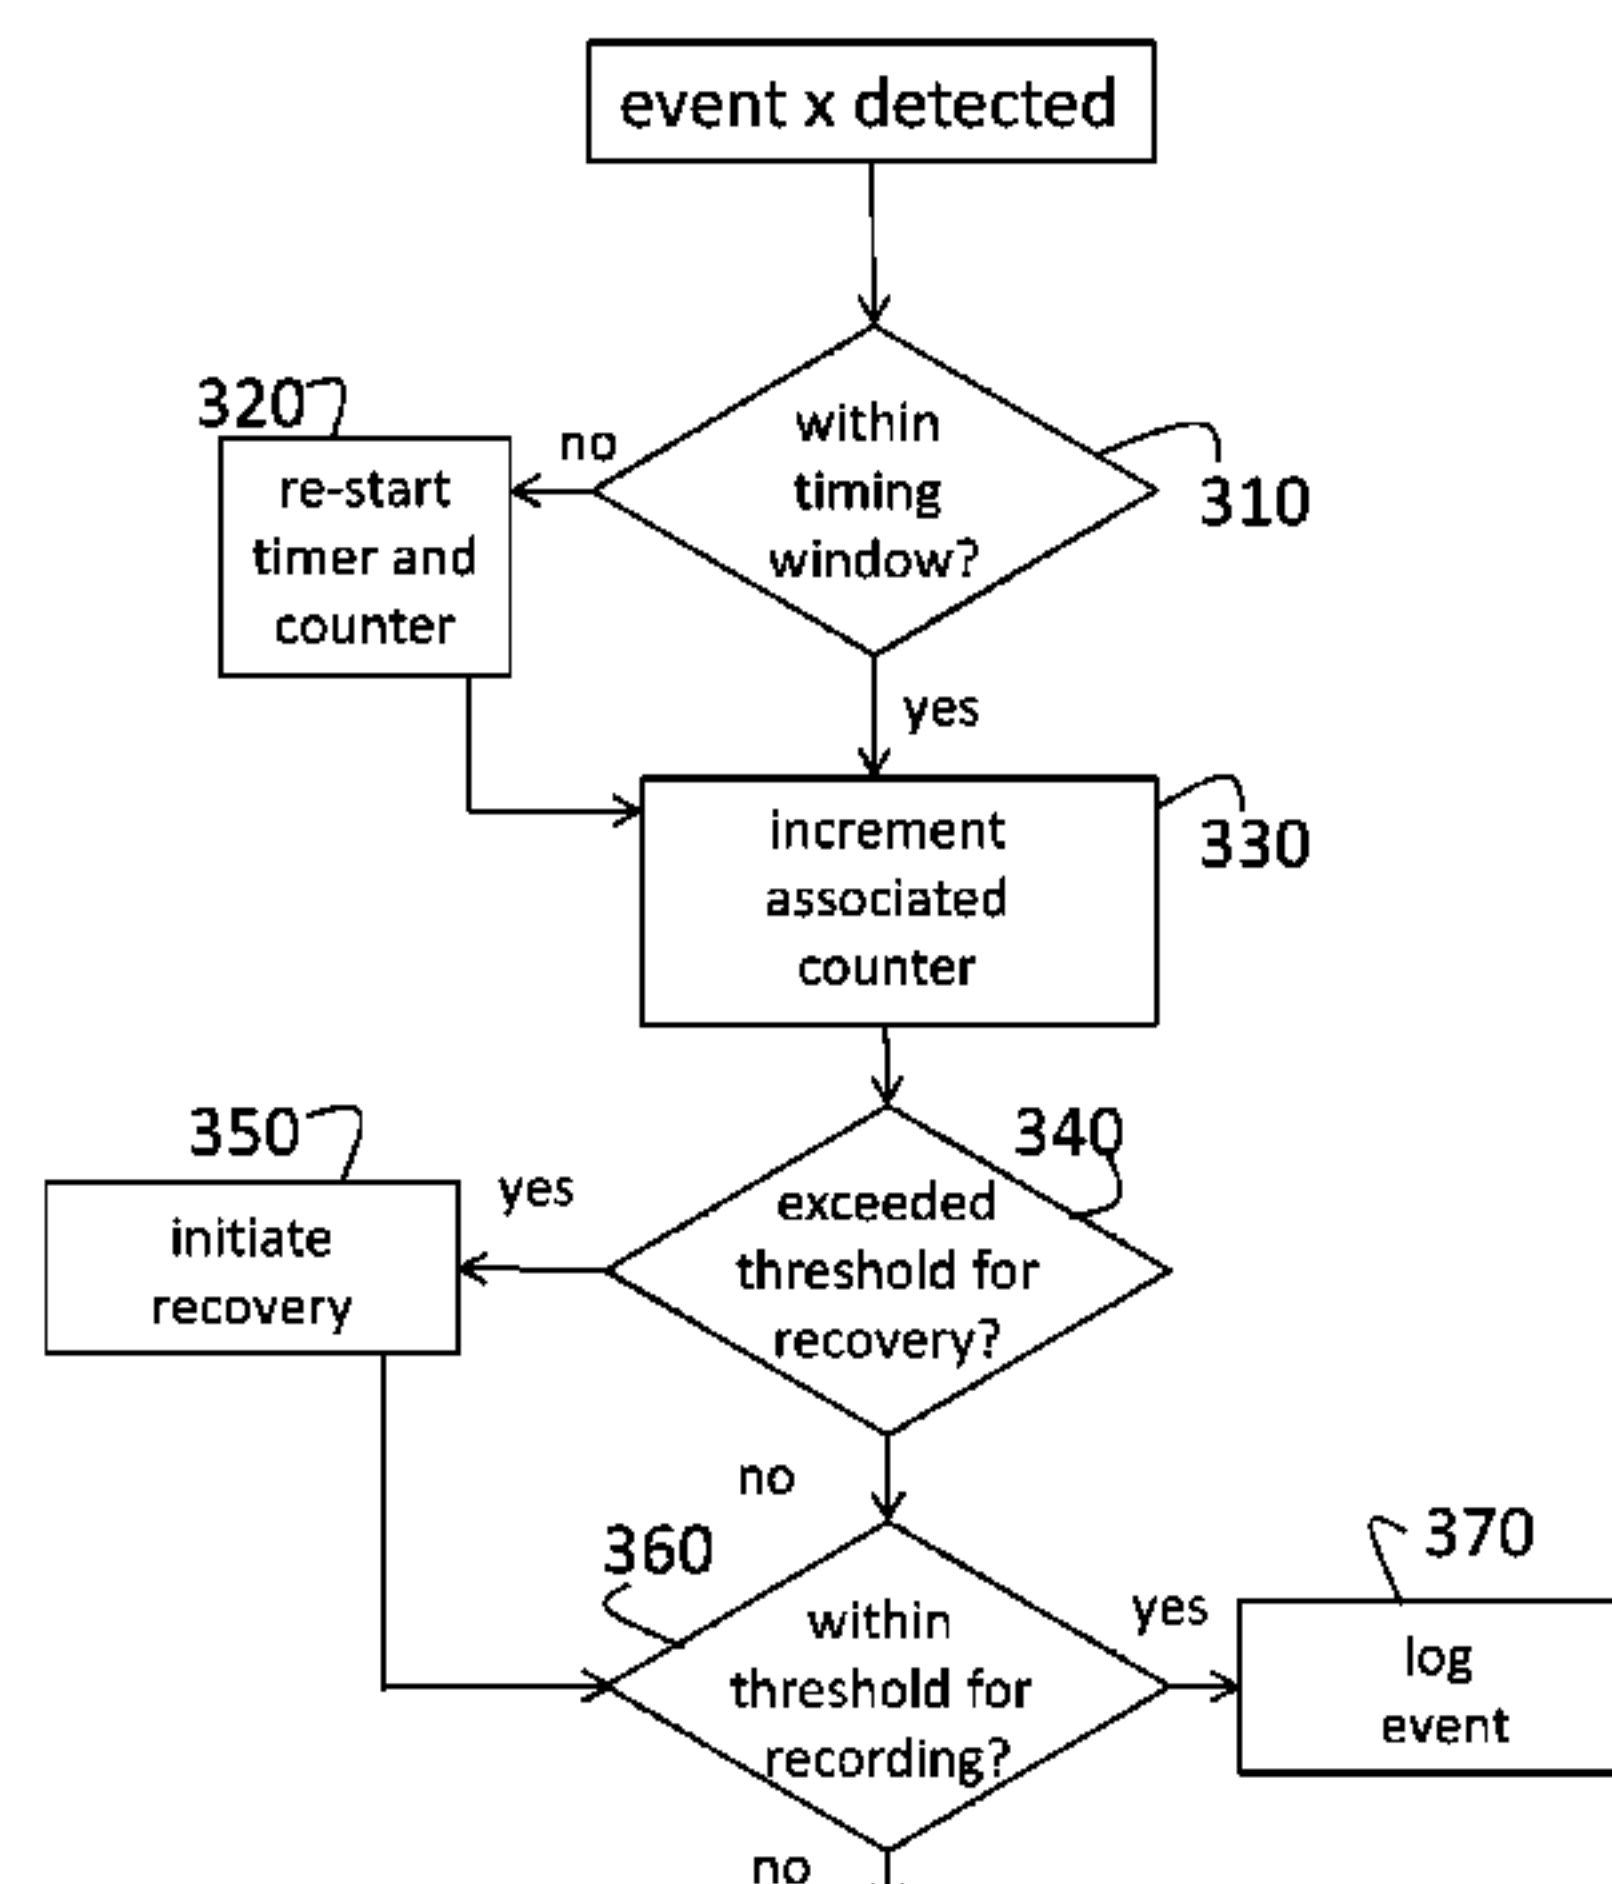 event x detected
within
timing
window?
310
no
320
re-start
timer and
counter
yes
increment
associated
counter
330
340
exceeded
threshold for
recovery?
yes
350
initiate
recovery
no
360
within
threshold for
recording?
yes
370
log
event
no